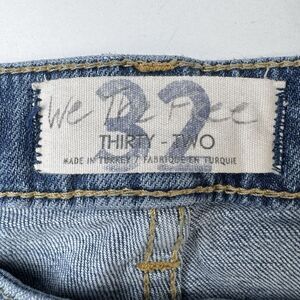 We The Free
32
THIRTY - TWO
MADE IN TURKEY / FABRIQUÉ EN TURQUIE